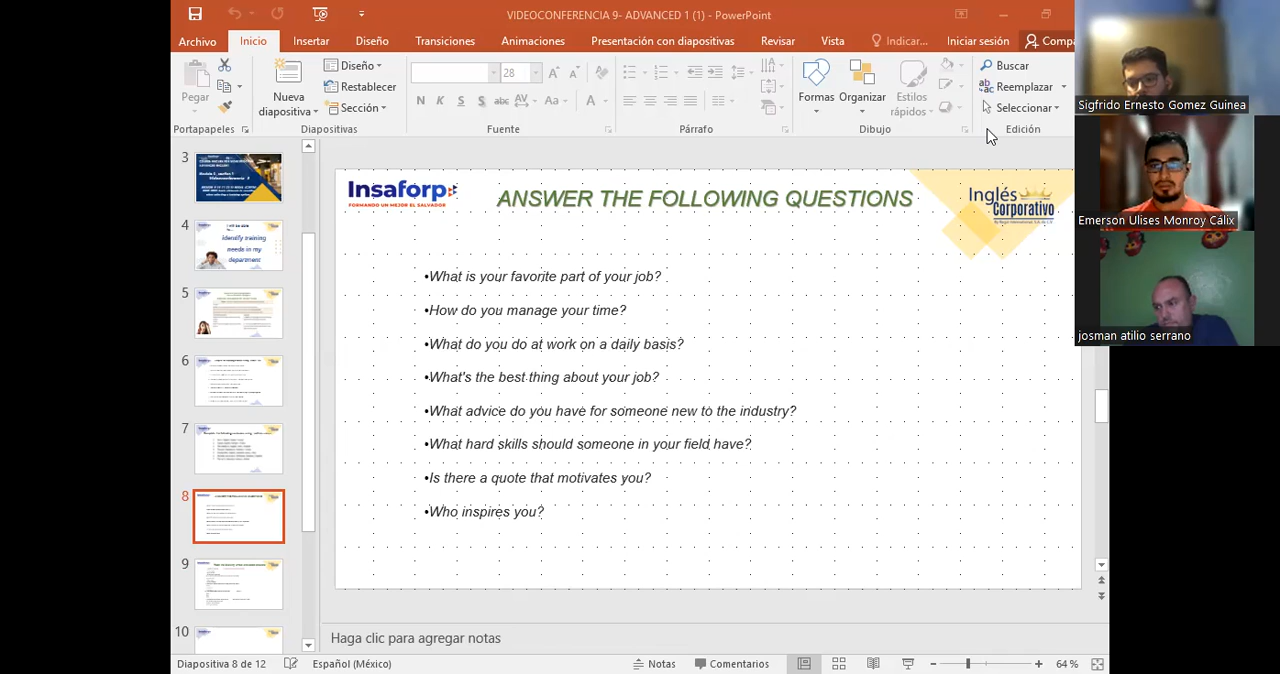 VIDEOCONFERENCIA 9- ADVANCED 1 (1) - PowerPoint
Archivo Inicio Insertar Diseño Transiciones Animaciones Presentación con diapositivas Revisar Vista Indicar... Iniciar sesión Compa
Pegar
Nueva diapositiva
Diseño
Restablecer
Sección
28
N K S S abc AV Aa A
Formas Organizar Estilos rápidos
Buscar
Reemplazar
Seleccionar
Portapapeles Diapositivas Fuente Párrafo Dibujo Edición
Sigfrido Ernesto Gomez Guinea
Emerson Ulises Monroy Cálix
josman atilio serrano
3
4
Identify training
needs in my
department
5
6
7
8
9
10
Insaforp
FORMANDO UN MEJOR EL SALVADOR
ANSWER THE FOLLOWING QUESTIONS
Inglés
Corporativo
•What is your favorite part of your job?
•How do you manage your time?
•What do you do at work on a daily basis?
•What's the best thing about your job?
•What advice do you have for someone new to the industry?
•What hard skills should someone in your field have?
•Is there a quote that motivates you?
•Who inspires you?
Haga clic para agregar notas
Diapositiva 8 de 12 Español (México) Notas Comentarios 64 %